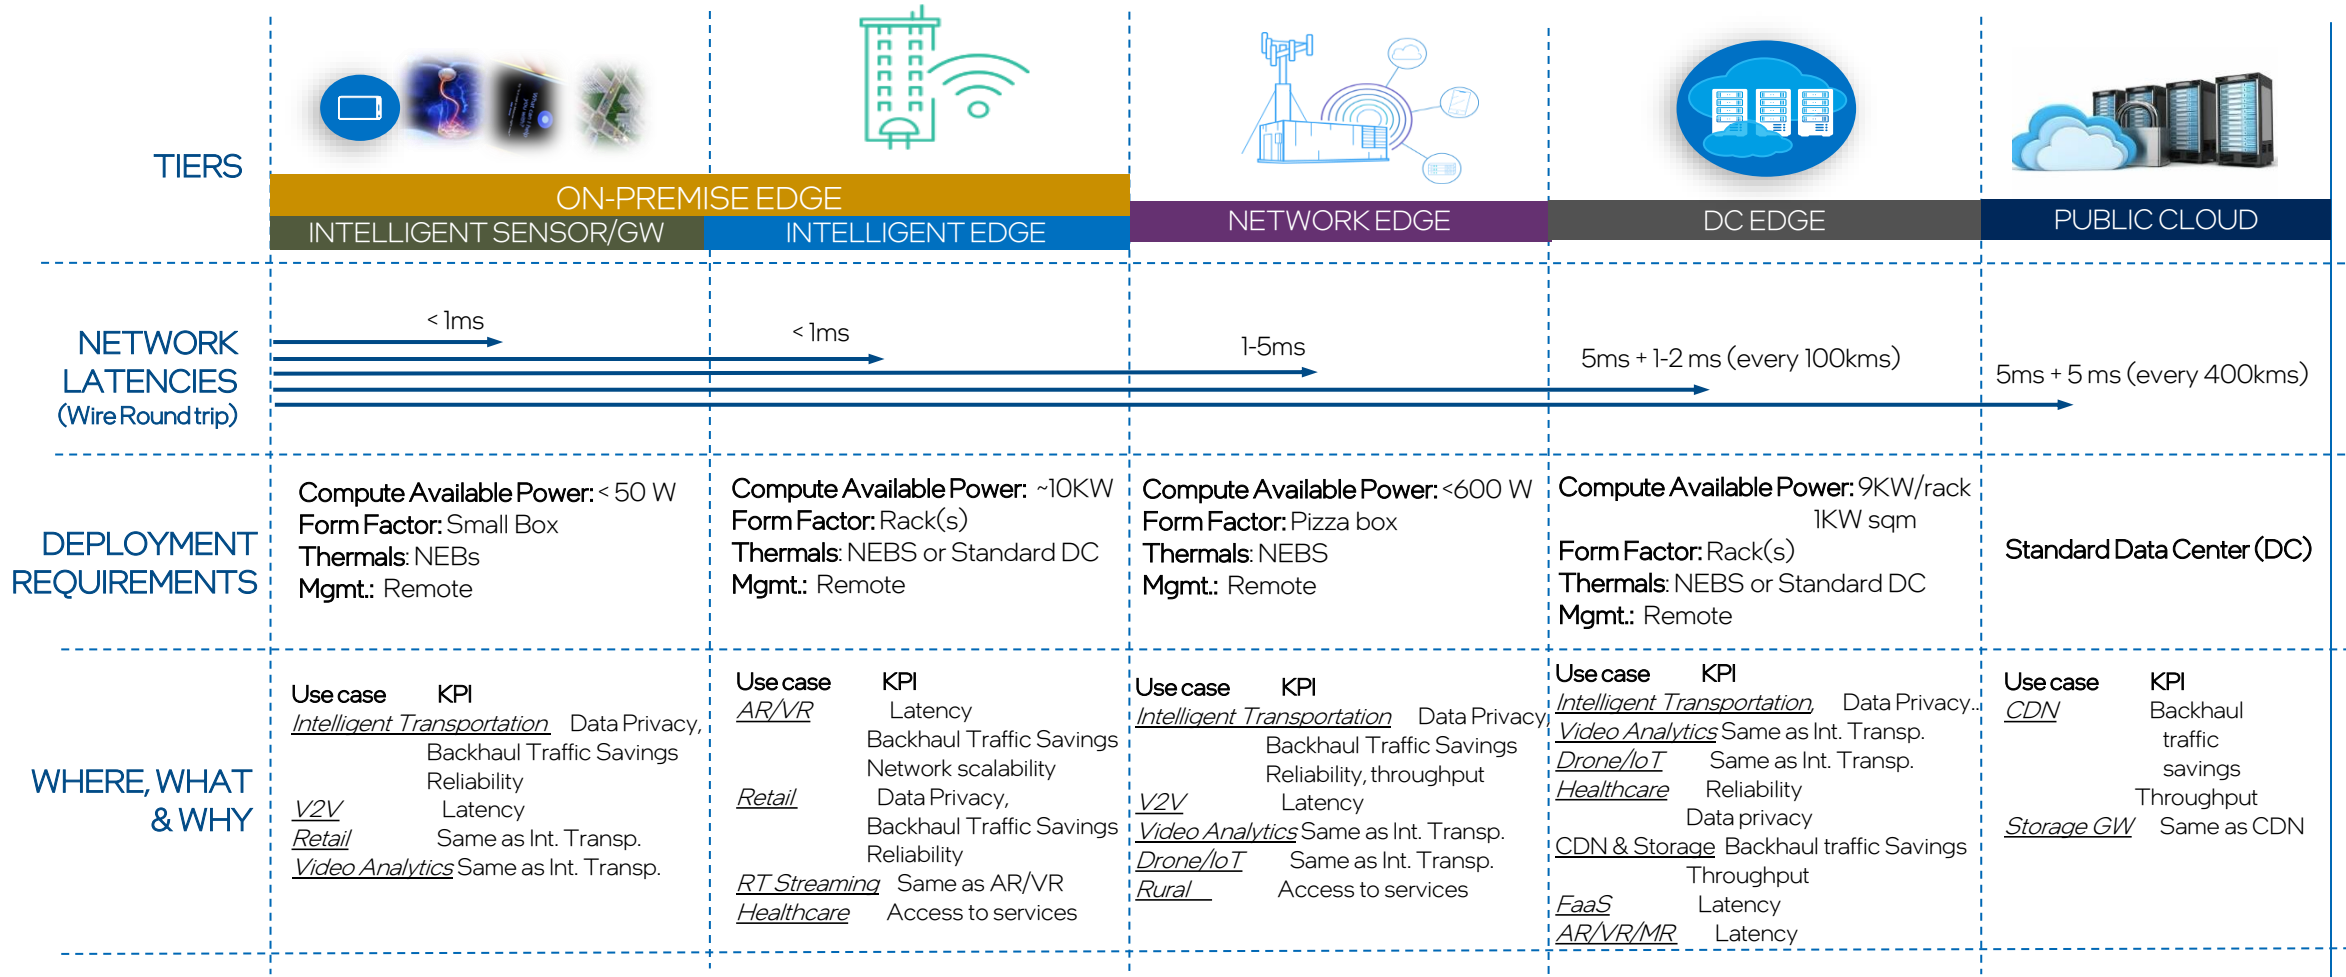 TIERS
ON-PREMISE EDGE
INTELLIGENT SENSOR/GW
INTELLIGENT EDGE
NETWORK EDGE
DC EDGE
PUBLIC CLOUD
NETWORK
LATENCIES
(Wire Round trip)
< 1ms
< 1ms
1-5ms
5ms + 1-2 ms (every 100kms)
5ms + 5 ms (every 400kms)
DEPLOYMENT
REQUIREMENTS
Compute Available Power: < 50 W
Form Factor: Small Box
Thermals: NEBs
Mgmt.: Remote
Compute Available Power: ~10KW
Form Factor: Rack(s)
Thermals: NEBS or Standard DC
Mgmt.: Remote
Compute Available Power: <600 W
Form Factor: Pizza box
Thermals: NEBS
Mgmt.: Remote
Compute Available Power: 9KW/rack
1KW sqm
Form Factor: Rack(s)
Thermals: NEBS or Standard DC
Mgmt.: Remote
Standard Data Center (DC)
WHERE, WHAT
& WHY
Use case KPI
Intelligent Transportation Data Privacy,
Backhaul Traffic Savings
Reliability
V2V Latency
Retail Same as Int. Transp.
Video Analytics Same as Int. Transp.
Use case KPI
AR/VR Latency
Backhaul Traffic Savings
Network scalability
Retail Data Privacy,
Backhaul Traffic Savings
Reliability
RT Streaming Same as AR/VR
Healthcare Access to services
Use case KPI
Intelligent Transportation Data Privacy,
Backhaul Traffic Savings
Reliability, throughput
V2V Latency
Video Analytics Same as Int. Transp.
Drone/IoT Same as Int. Transp.
Rural Access to services
Use case KPI
Intelligent Transportation, Data Privacy..
Video Analytics Same as Int. Transp.
Drone/IoT Same as Int. Transp.
Healthcare Reliability
Data privacy
CDN & Storage Backhaul traffic Savings
Throughput
FaaS Latency
AR/VR/MR Latency
Use case KPI
CDN Backhaul
traffic
savings
Throughput
Storage GW Same as CDN